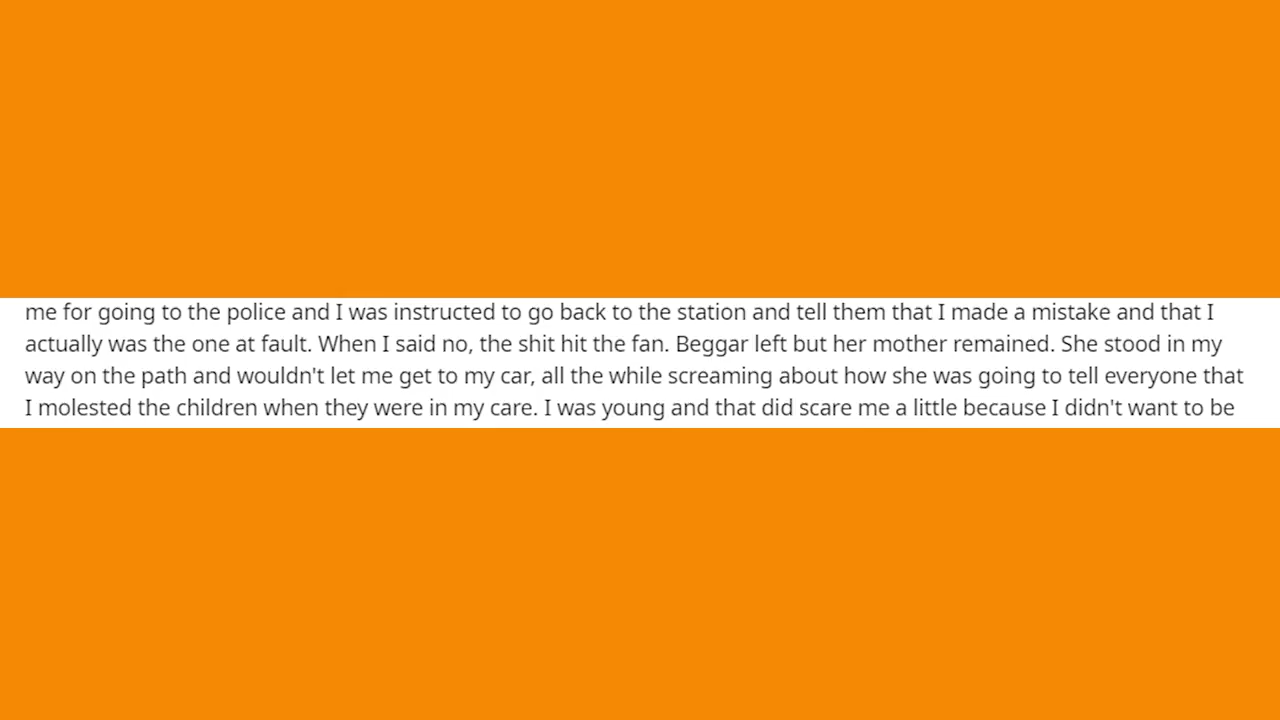 me for going to the police and I was instructed to go back to the station and tell them that I made a mistake and that I
actually was the one at fault. When I said no, the shit hit the fan. Beggar left but her mother remained. She stood in my
way on the path and wouldn't let me get to my car, all the while screaming about how she was going to tell everyone that
I molested the children when they were in my care. I was young and that did scare me a little because I didn't want to be